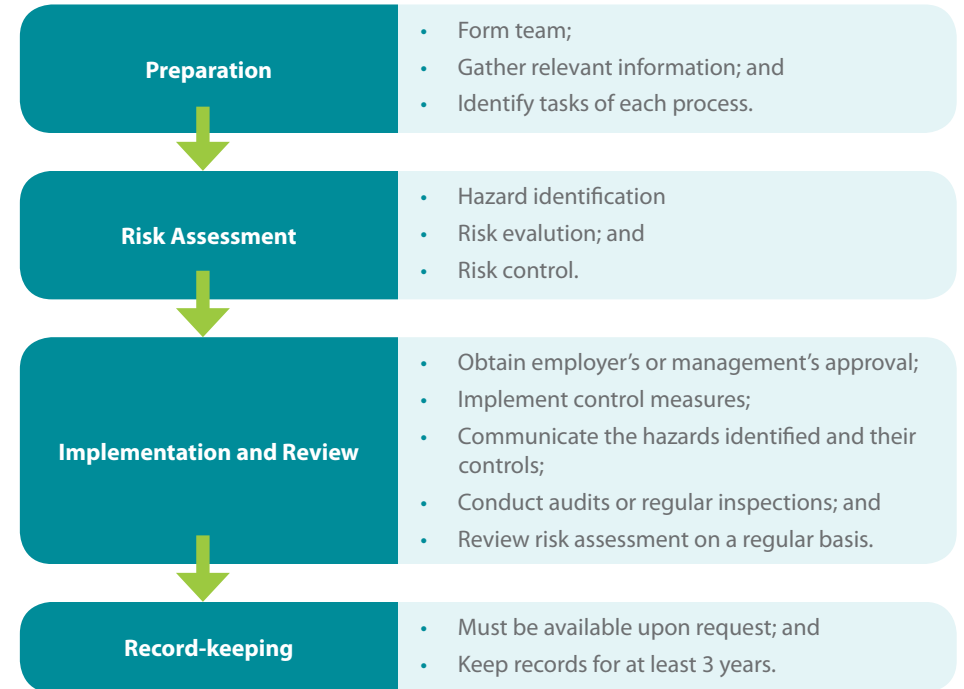 Preparation
• Form team;
• Gather relevant information; and
• Identify tasks of each process.
Risk Assessment
• Hazard identification
• Risk evalution; and
• Risk control.
Implementation and Review
• Obtain employer’s or management’s approval;
• Implement control measures;
• Communicate the hazards identified and their
controls;
• Conduct audits or regular inspections; and
• Review risk assessment on a regular basis.
Record-keeping
• Must be available upon request; and
• Keep records for at least 3 years.